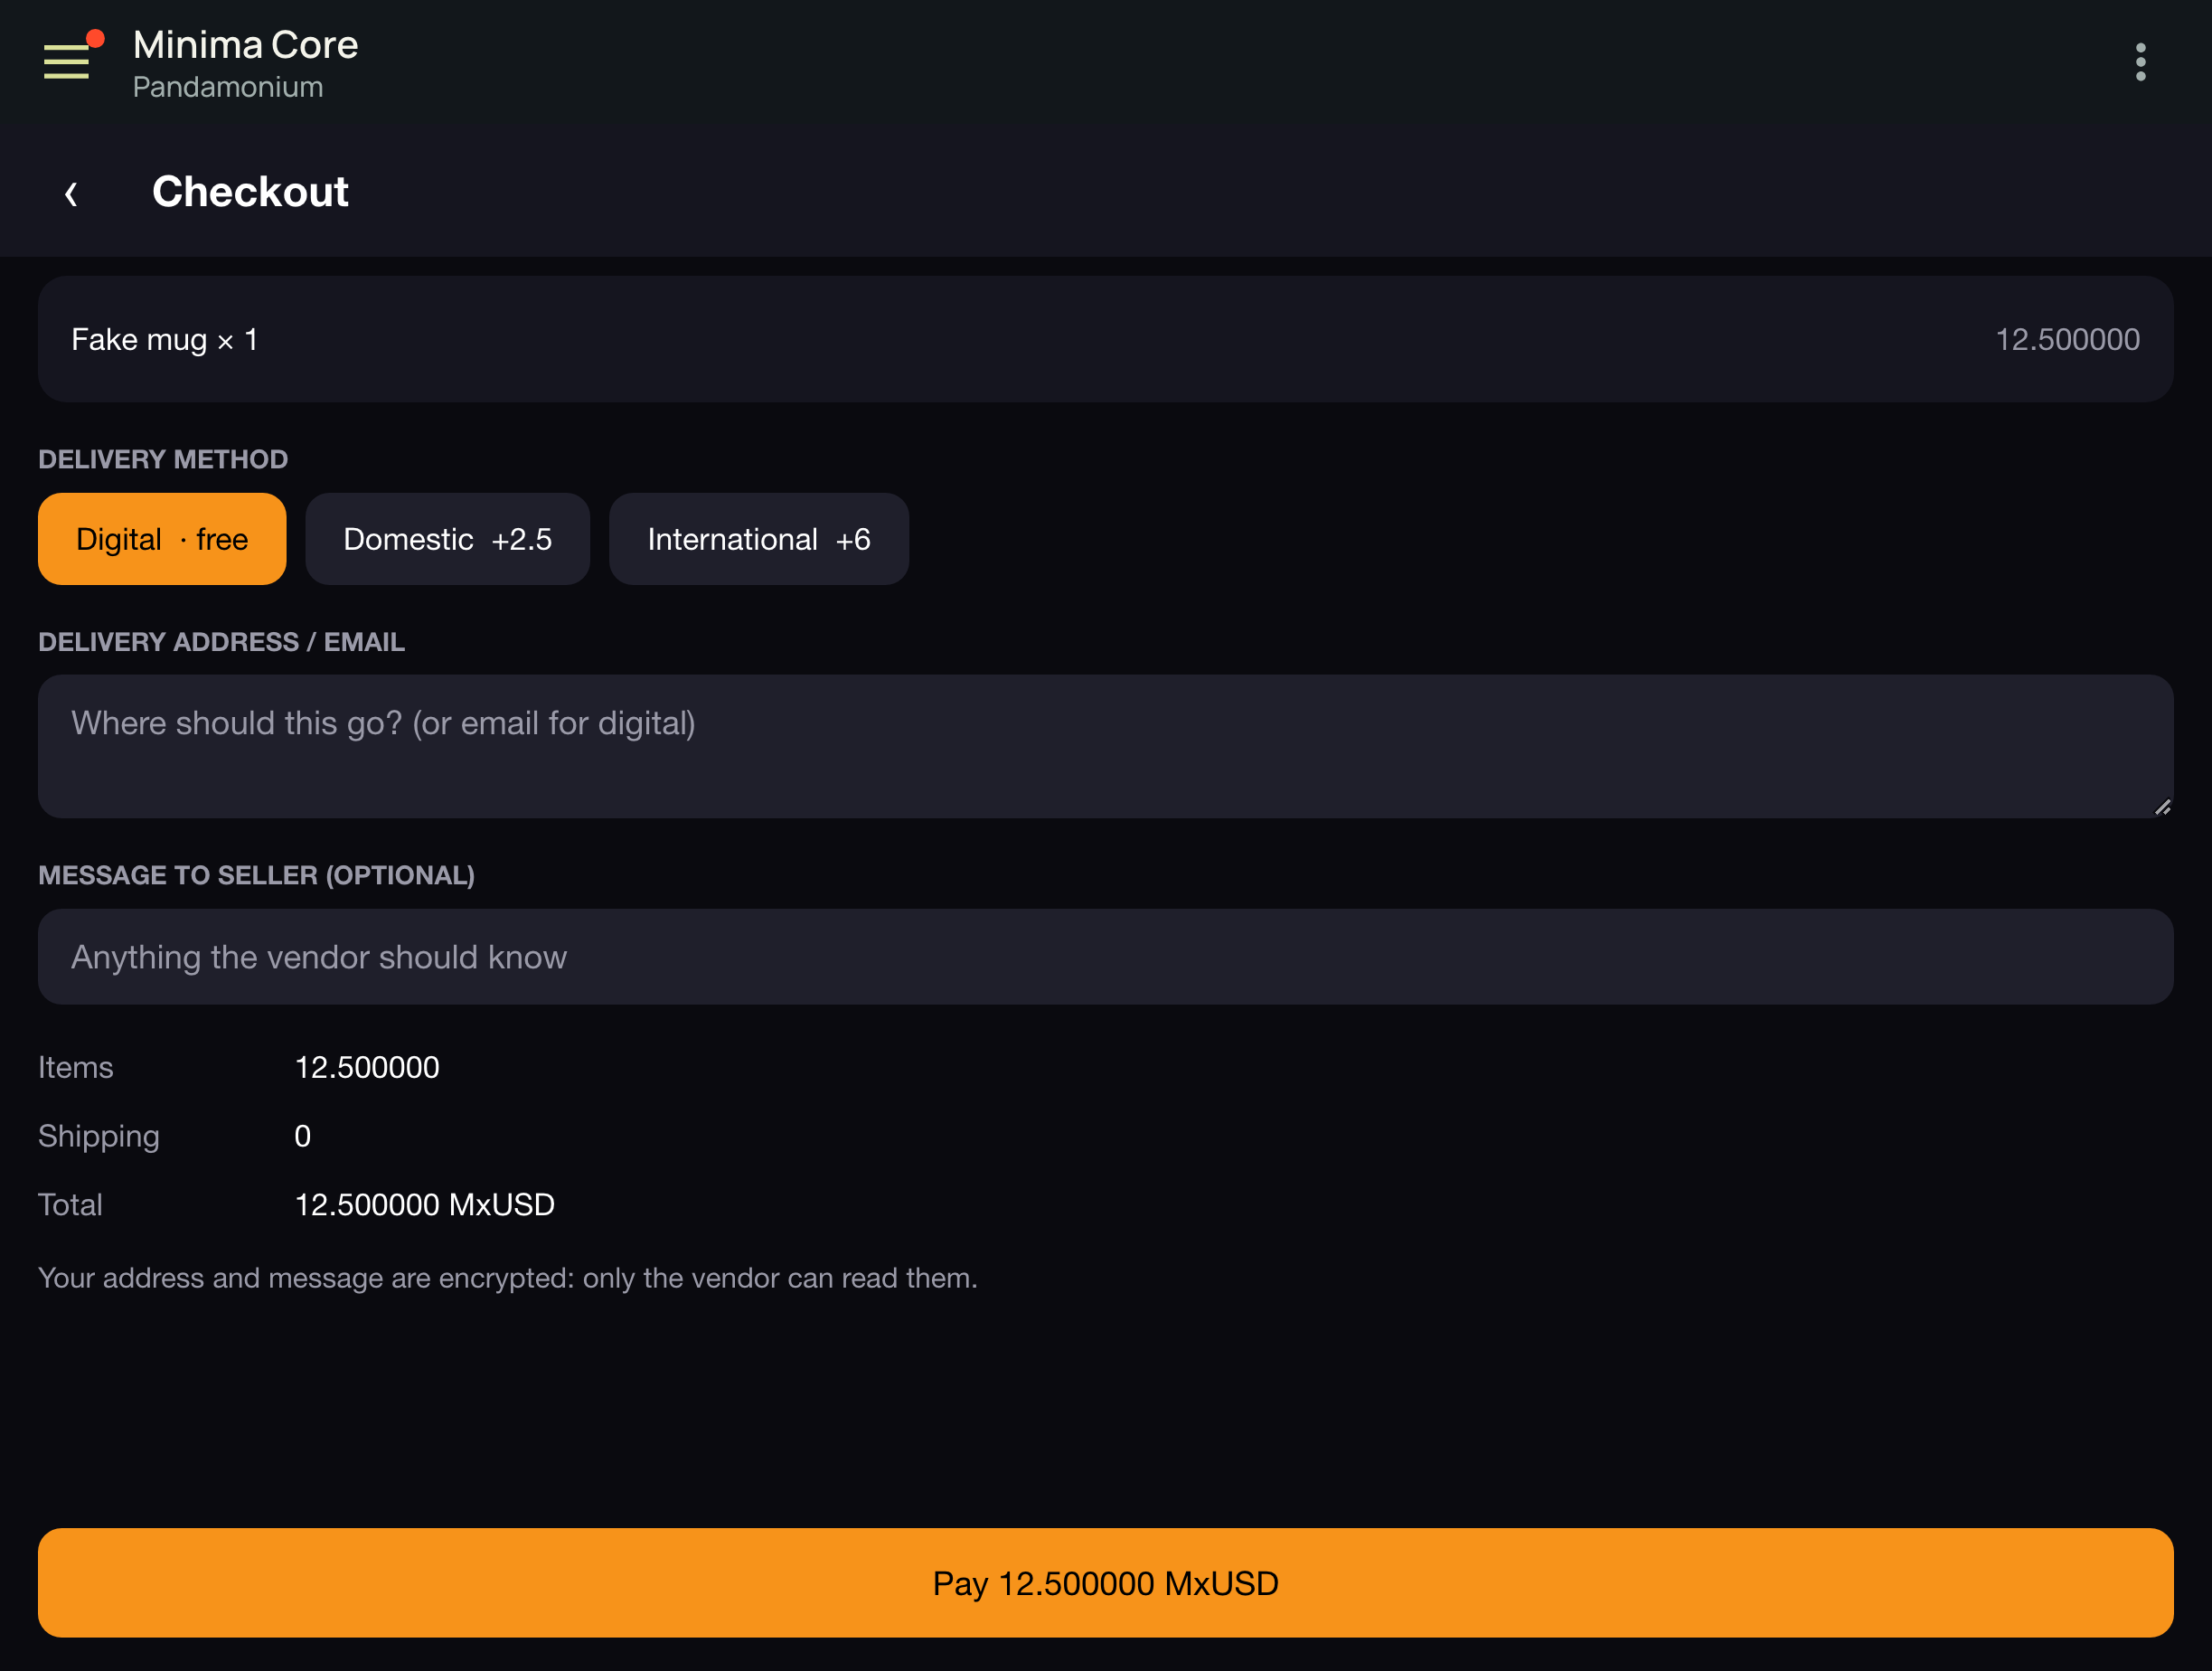 Minima Core
Pandamonium
Checkout
Fake mug × 1 12.500000
DELIVERY METHOD
Digital · free Domestic +2.5 International +6
DELIVERY ADDRESS / EMAIL
Where should this go? (or email for digital)
MESSAGE TO SELLER (OPTIONAL)
Anything the vendor should know
Items 12.500000
Shipping 0
Total 12.500000 MxUSD
Your address and message are encrypted: only the vendor can read them.
Pay 12.500000 MxUSD